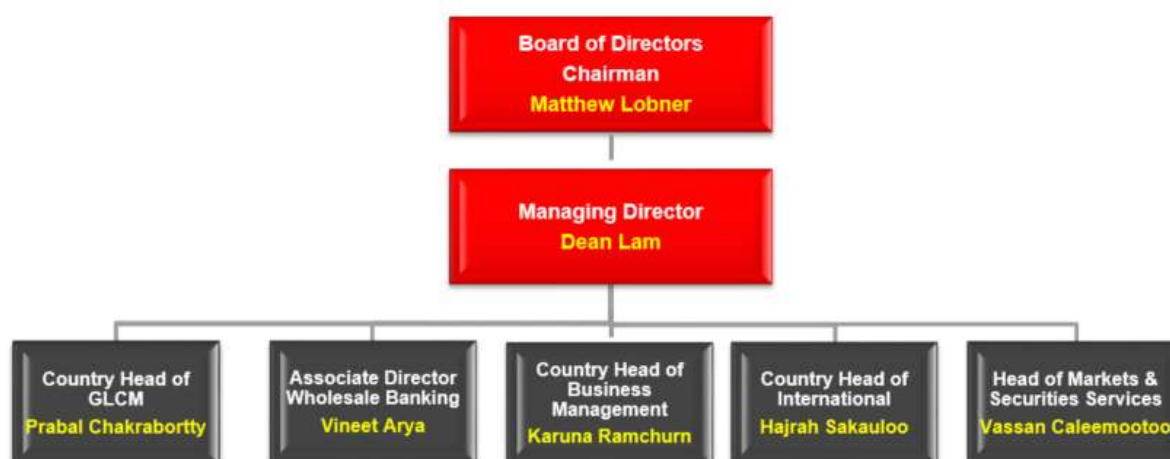 Board of Directors
Chairman
Matthew Lobner
Managing Director
Dean Lam
Country Head of
GLCM
Prabal Chakrabortty
Associate Director
Wholesale Banking
Vineet Arya
Country Head of
Business
Management
Karuna Ramchurn
Country Head of
International
Hajrah Sakauloo
Head of Markets &
Securities Services
Vassan Caleemootoo